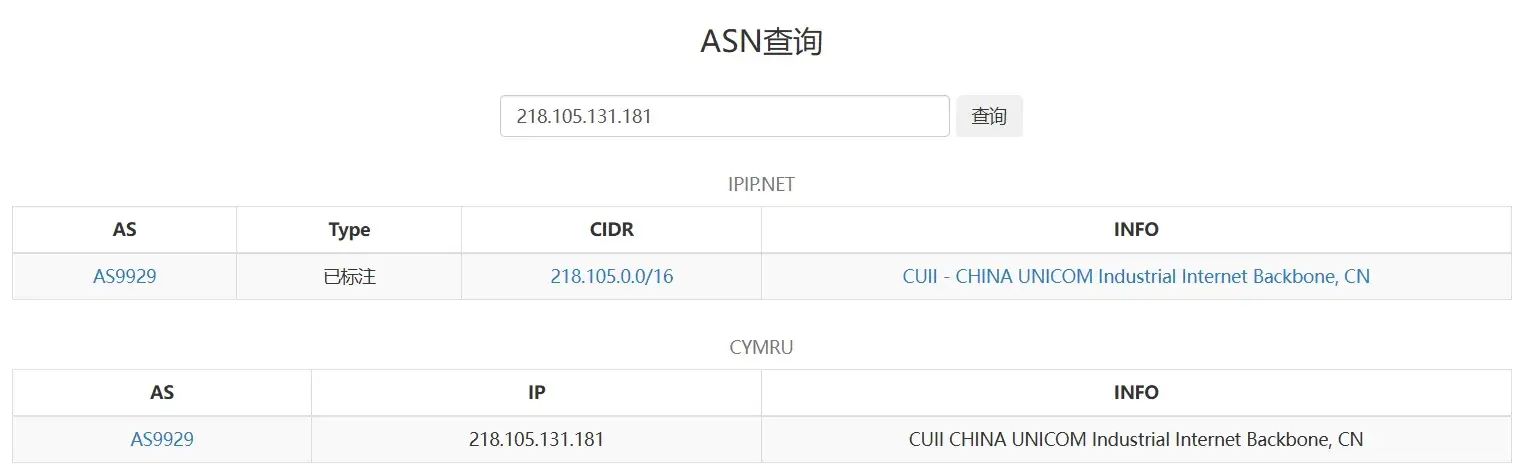 ASN查询
218.105.131.181 查询
IPIP.NET
AS Type CIDR INFO
AS9929 已标注 218.105.0.0/16 CUII - CHINA UNICOM Industrial Internet Backbone, CN
CYMRU
AS IP INFO
AS9929 218.105.131.181 CUII CHINA UNICOM Industrial Internet Backbone, CN